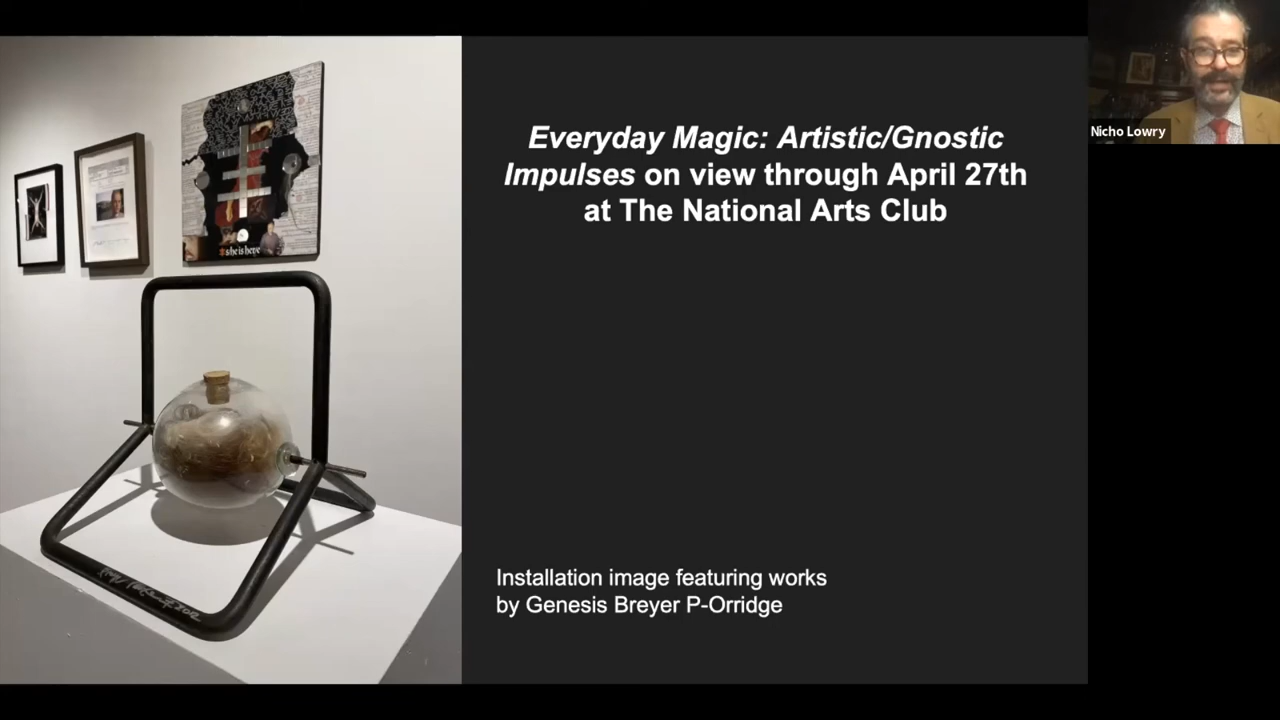 Everyday Magic: Artistic/Gnostic
Impulses on view through April 27th
at The National Arts Club
Nicho Lowry
she is here
Installation image featuring works
by Genesis Breyer P-Orridge